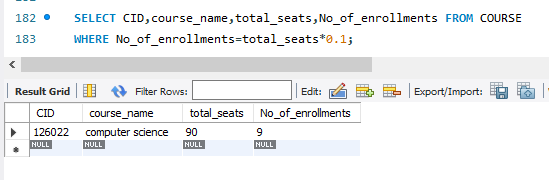 182 SELECT CID,course_name,total_seats,No_of_enrollments FROM COURSE
183 WHERE No_of_enrollments=total_seats*0.1;
Result Grid Filter Rows: Edit: Export/Import:
CID course_name total_seats No_of_enrollments
126022 computer science 90 9
NULL NULL NULL NULL